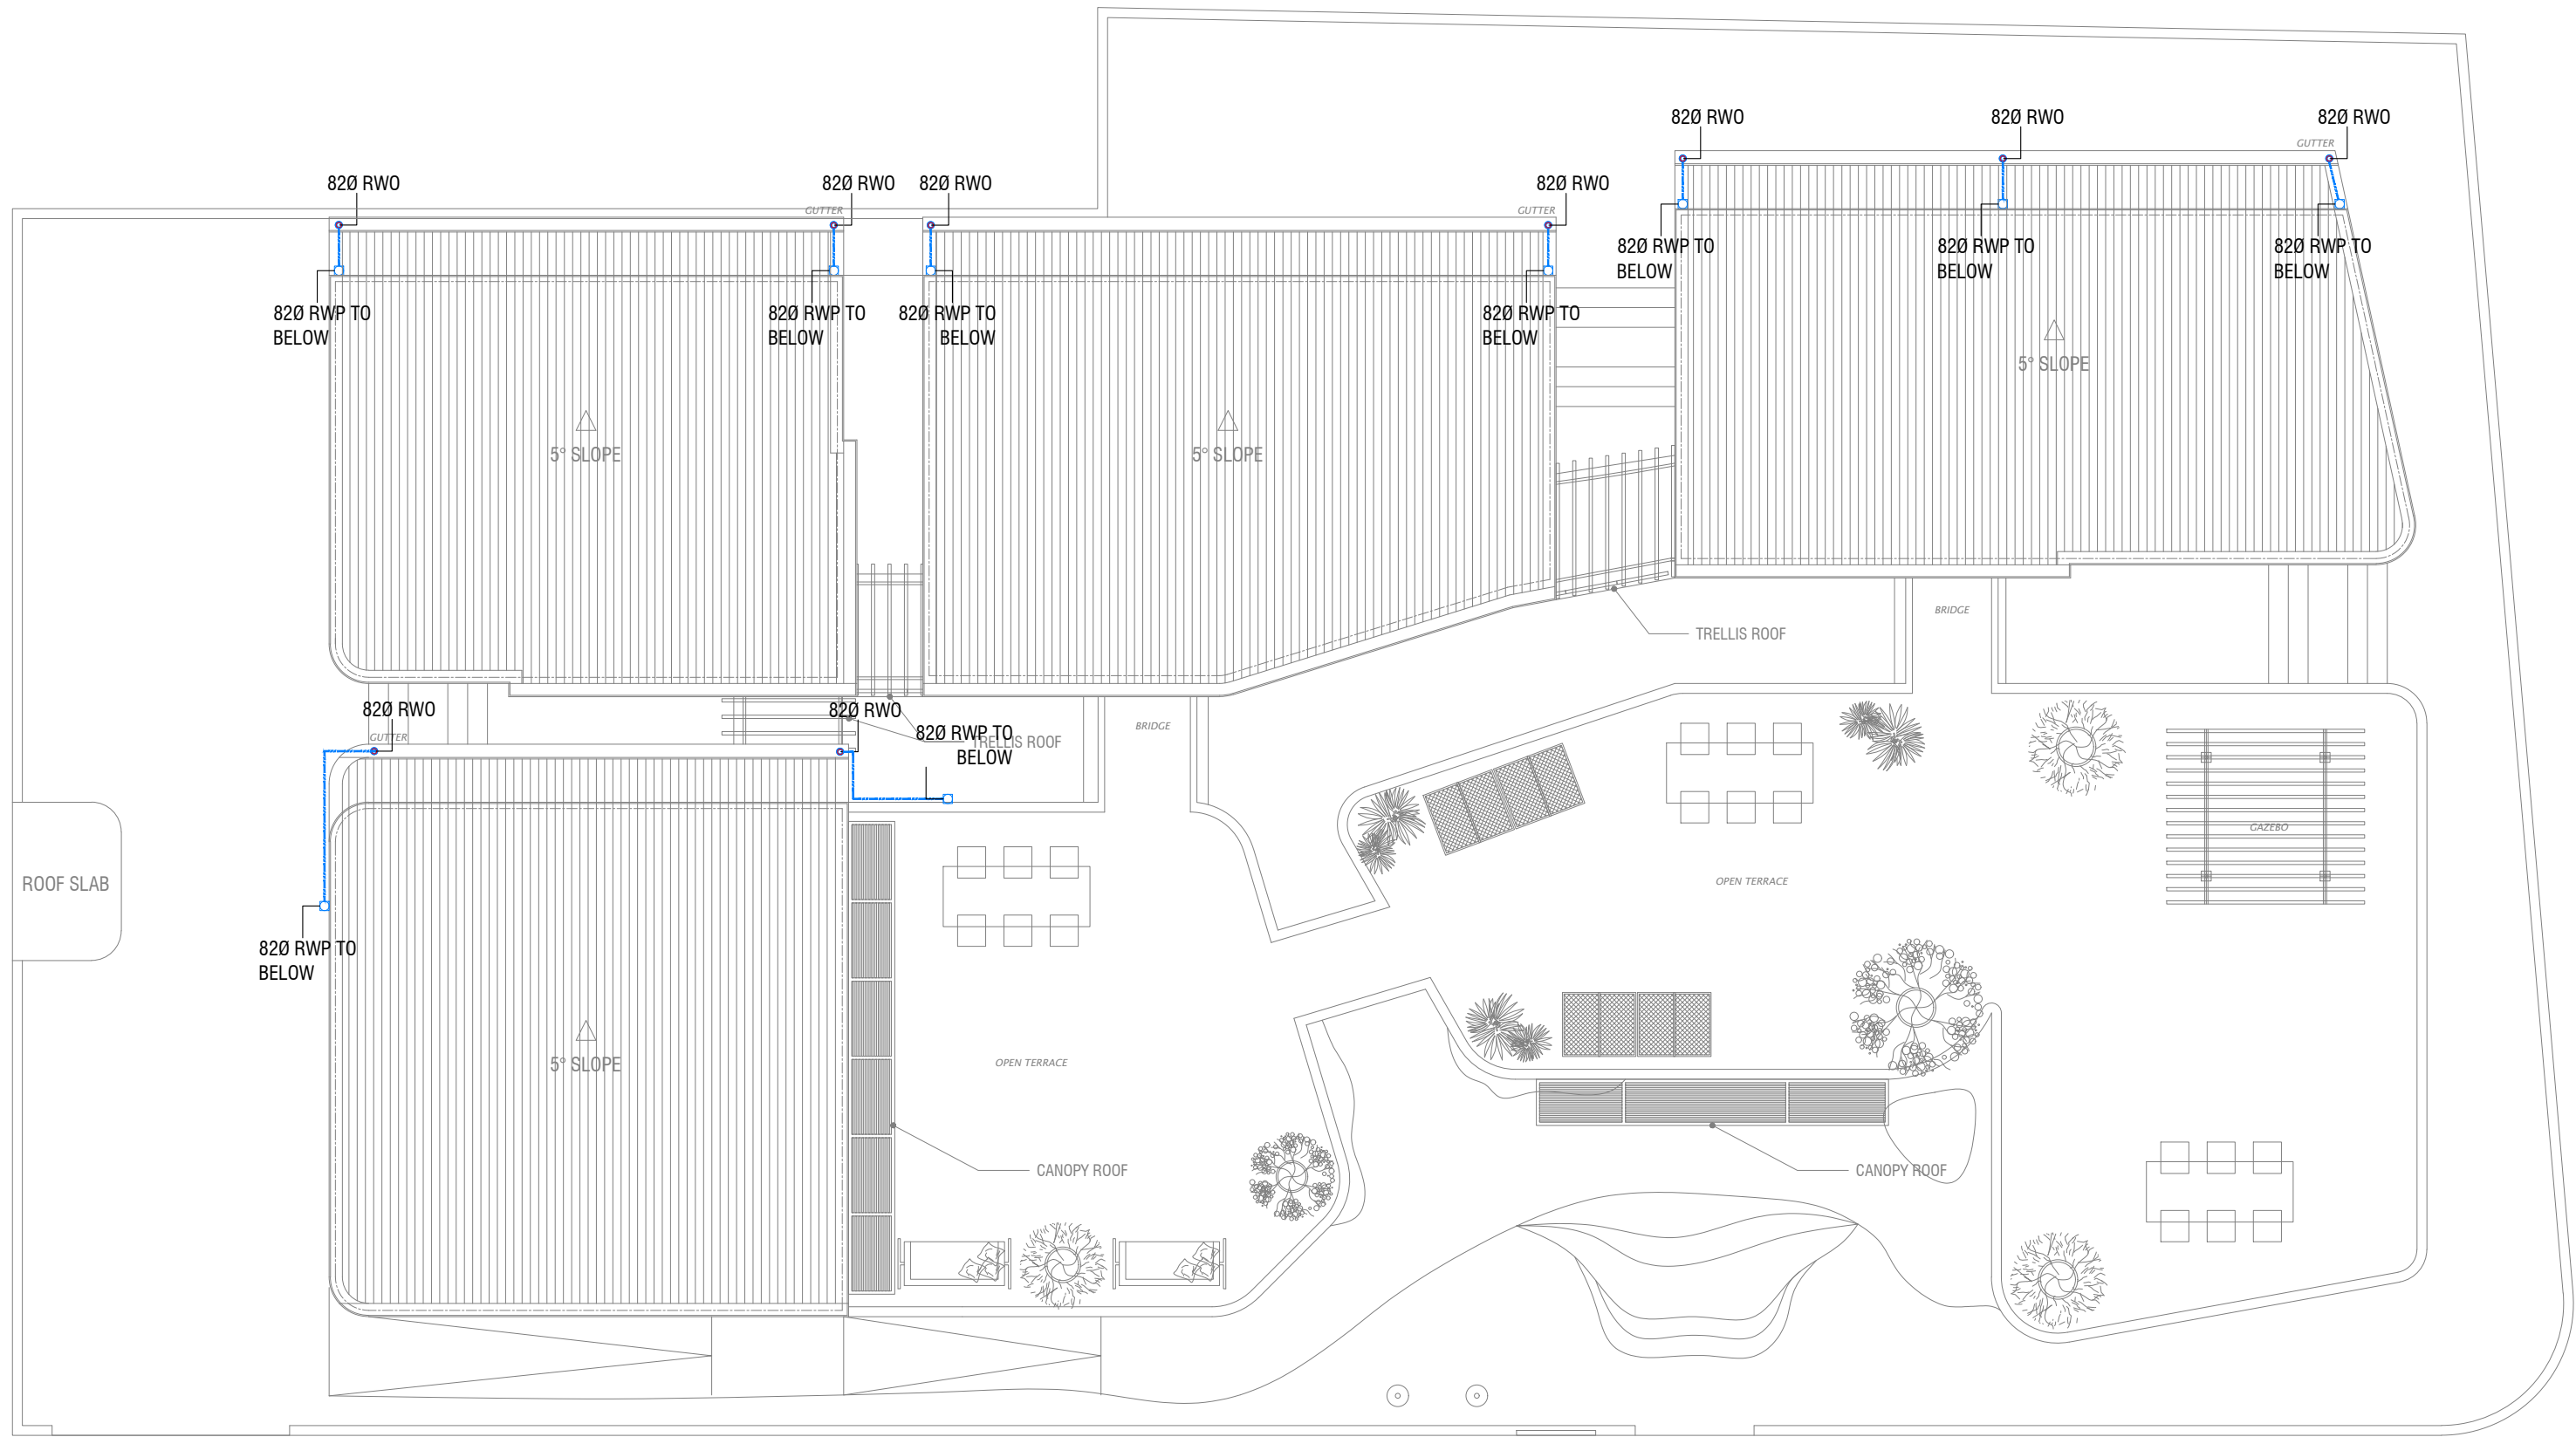 82Ø RWO
82Ø RWO
82Ø RWO
GUTTER
82Ø RWO
82Ø RWO
82Ø RWO
82Ø RWO
GUTTER
GUTTER
82Ø RWP TO
BELOW
82Ø RWP TO
BELOW
82Ø RWP TO
BELOW
82Ø RWP TO
BELOW
82Ø RWP TO
BELOW
82Ø RWP TO
BELOW
82Ø RWP TO
BELOW
5° SLOPE
5° SLOPE
5° SLOPE
BRIDGE
TRELLIS ROOF
82Ø RWO
82Ø RWO
BRIDGE
GUTTER
82Ø RWP TO
BELOW
TRELLIS ROOF
GAZEBO
ROOF SLAB
OPEN TERRACE
82Ø RWP TO
BELOW
5° SLOPE
OPEN TERRACE
CANOPY ROOF
CANOPY ROOF